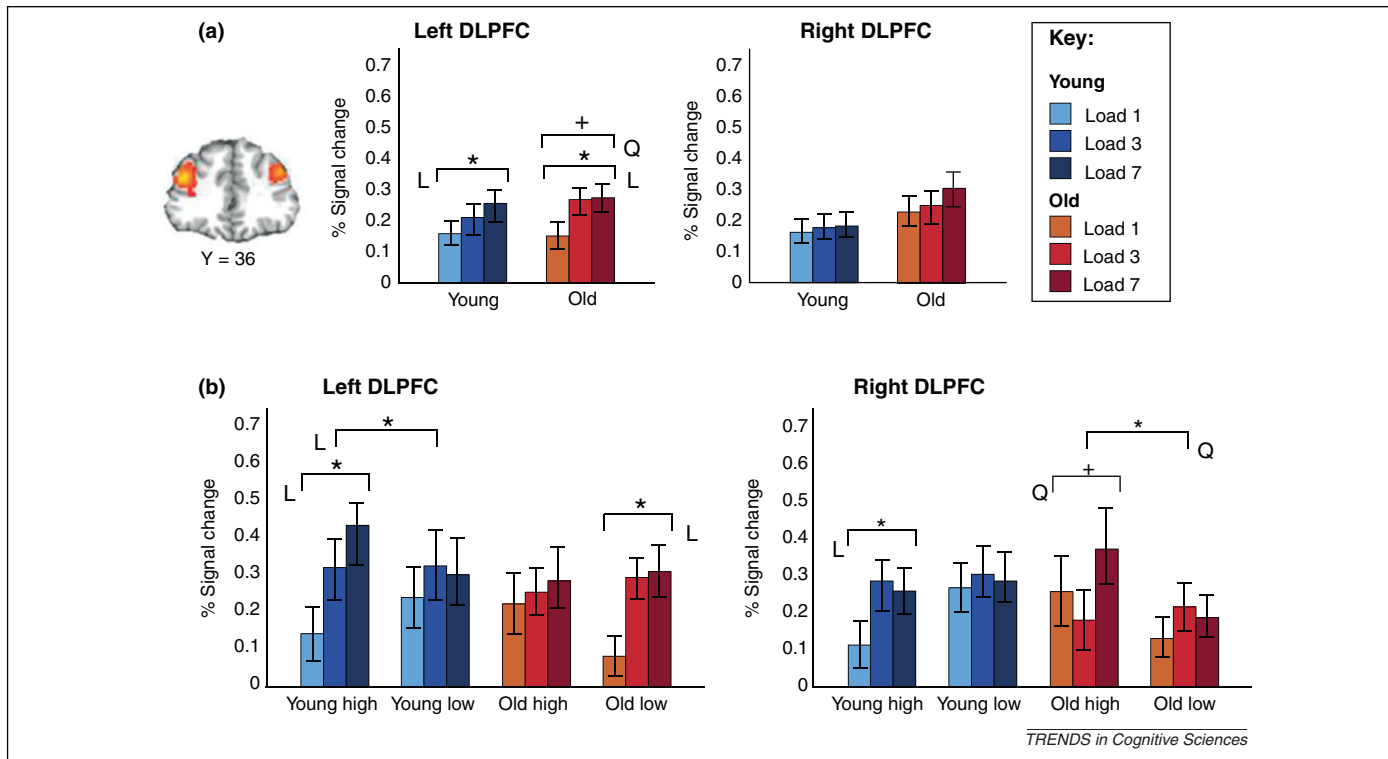 (a)
Left DLPFC
% Signal change
0.7
0.6
0.5
0.4
0.3
0.2
0.1
0
L
*
+
Q
*
L
Young Old
Y = 36
Right DLPFC
% Signal change
0.7
0.6
0.5
0.4
0.3
0.2
0.1
0
Young Old
Key:
Young
Load 1
Load 3
Load 7
Old
Load 1
Load 3
Load 7
(b)
Left DLPFC
% Signal change
0.7
0.6
0.5
0.4
0.3
0.2
0.1
0
L
*
L
*
*
L
Young high Young low Old high Old low
Right DLPFC
% Signal change
0.7
0.6
0.5
0.4
0.3
0.2
0.1
0
L
*
*
Q
Q
+
Young high Young low Old high Old low
TRENDS in Cognitive Sciences